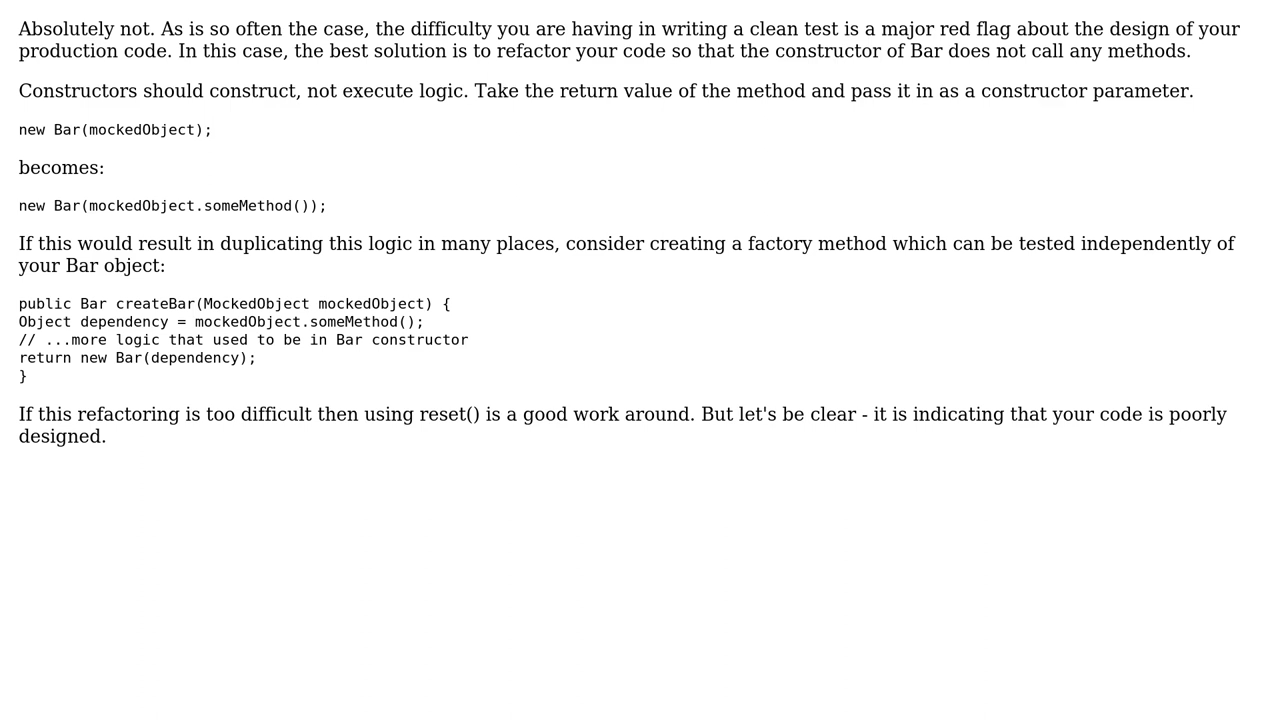 Absolutely not. As is so often the case, the difficulty you are having in writing a clean test is a major red flag about the design of your
production code. In this case, the best solution is to refactor your code so that the constructor of Bar does not call any methods.
Constructors should construct, not execute logic. Take the return value of the method and pass it in as a constructor parameter.
new Bar(mockedObject);
becomes:
new Bar(mockedObject.someMethod());
If this would result in duplicating this logic in many places, consider creating a factory method which can be tested independently of
your Bar object:
public Bar createBar(MockedObject mockedObject) {
Object dependency = mockedObject.someMethod();
// ...more logic that used to be in Bar constructor
return new Bar(dependency);
}
If this refactoring is too difficult then using reset() is a good work around. But let's be clear - it is indicating that your code is poorly
designed.